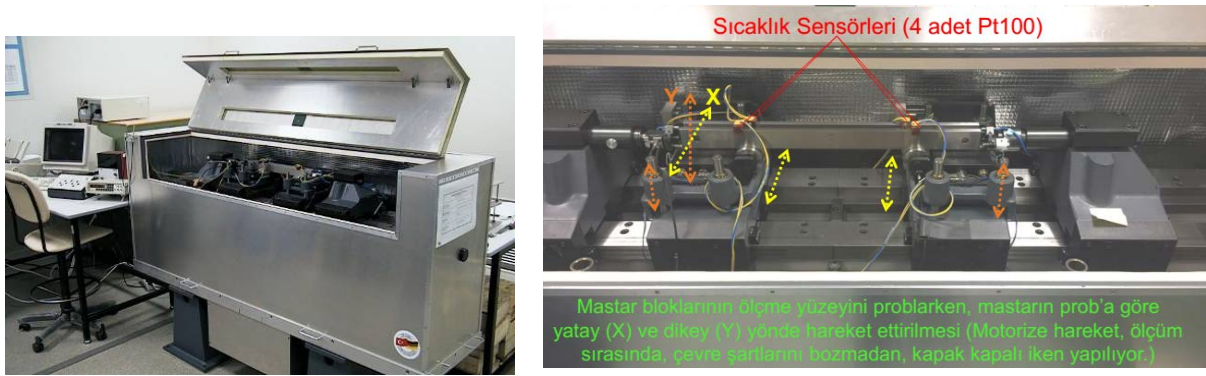 Sıcaklık Sensörleri (4 adet Pt100)
Y
X
Mastar bloklarının ölçme yüzeyini problarken, mastarın prob'a göre
yatay (X) ve dikey (Y) yönde hareket ettirilmesi (Motorize hareket, ölçüm
sırasında, çevre şartlarını bozmadan, kapak kapalı iken yapılıyor.)